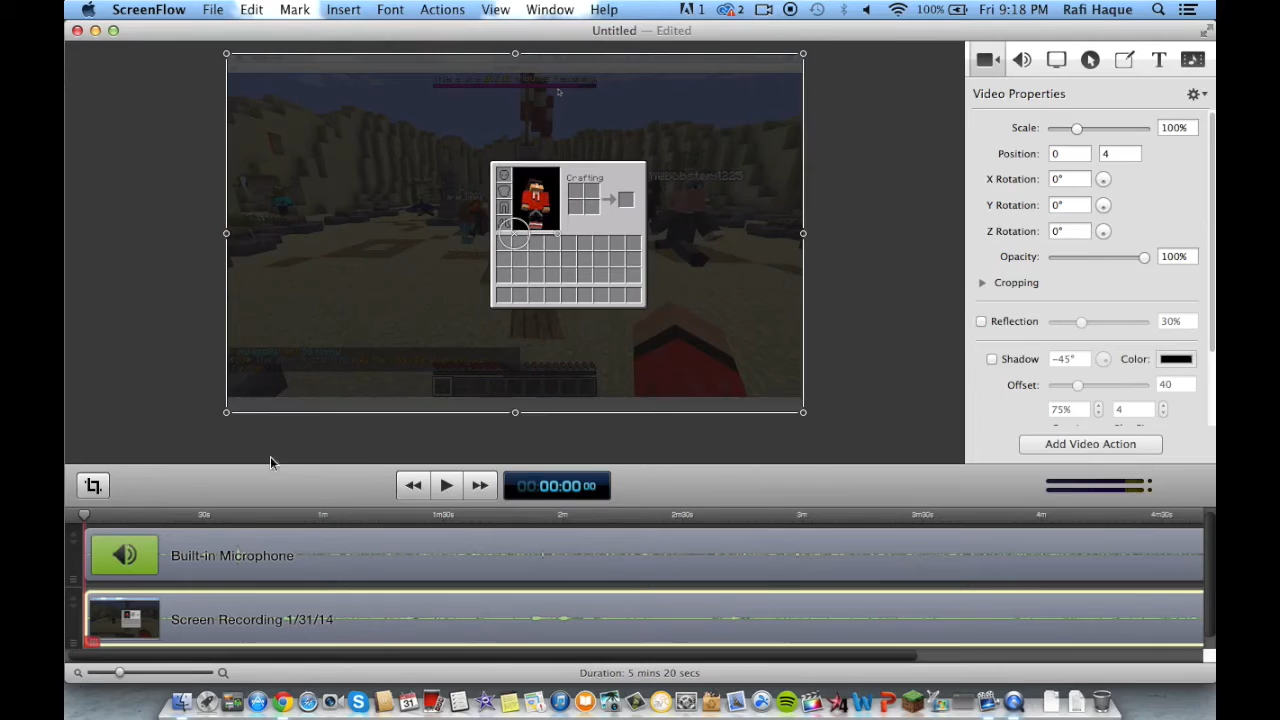 ScreenFlow File Edit Mark Insert Font Actions View Window Help 1 2 100% Fri 9:18 PM Rafi Haque
Untitled — Edited
Video Properties
Scale: 100%
Position: 0 4
X Rotation: 0°
Y Rotation: 0°
Z Rotation: 0°
Opacity: 100%
Cropping
Reflection 30%
Shadow -45° Color:
Offset: 40
75% 4
Add Video Action
Crafting
00:00:00 00
30s 1m 1m30s 2m 2m30s 3m 3m30s 4m 4m30s
Built-in Microphone
Screen Recording 1/31/14
Duration: 5 mins 20 secs
31